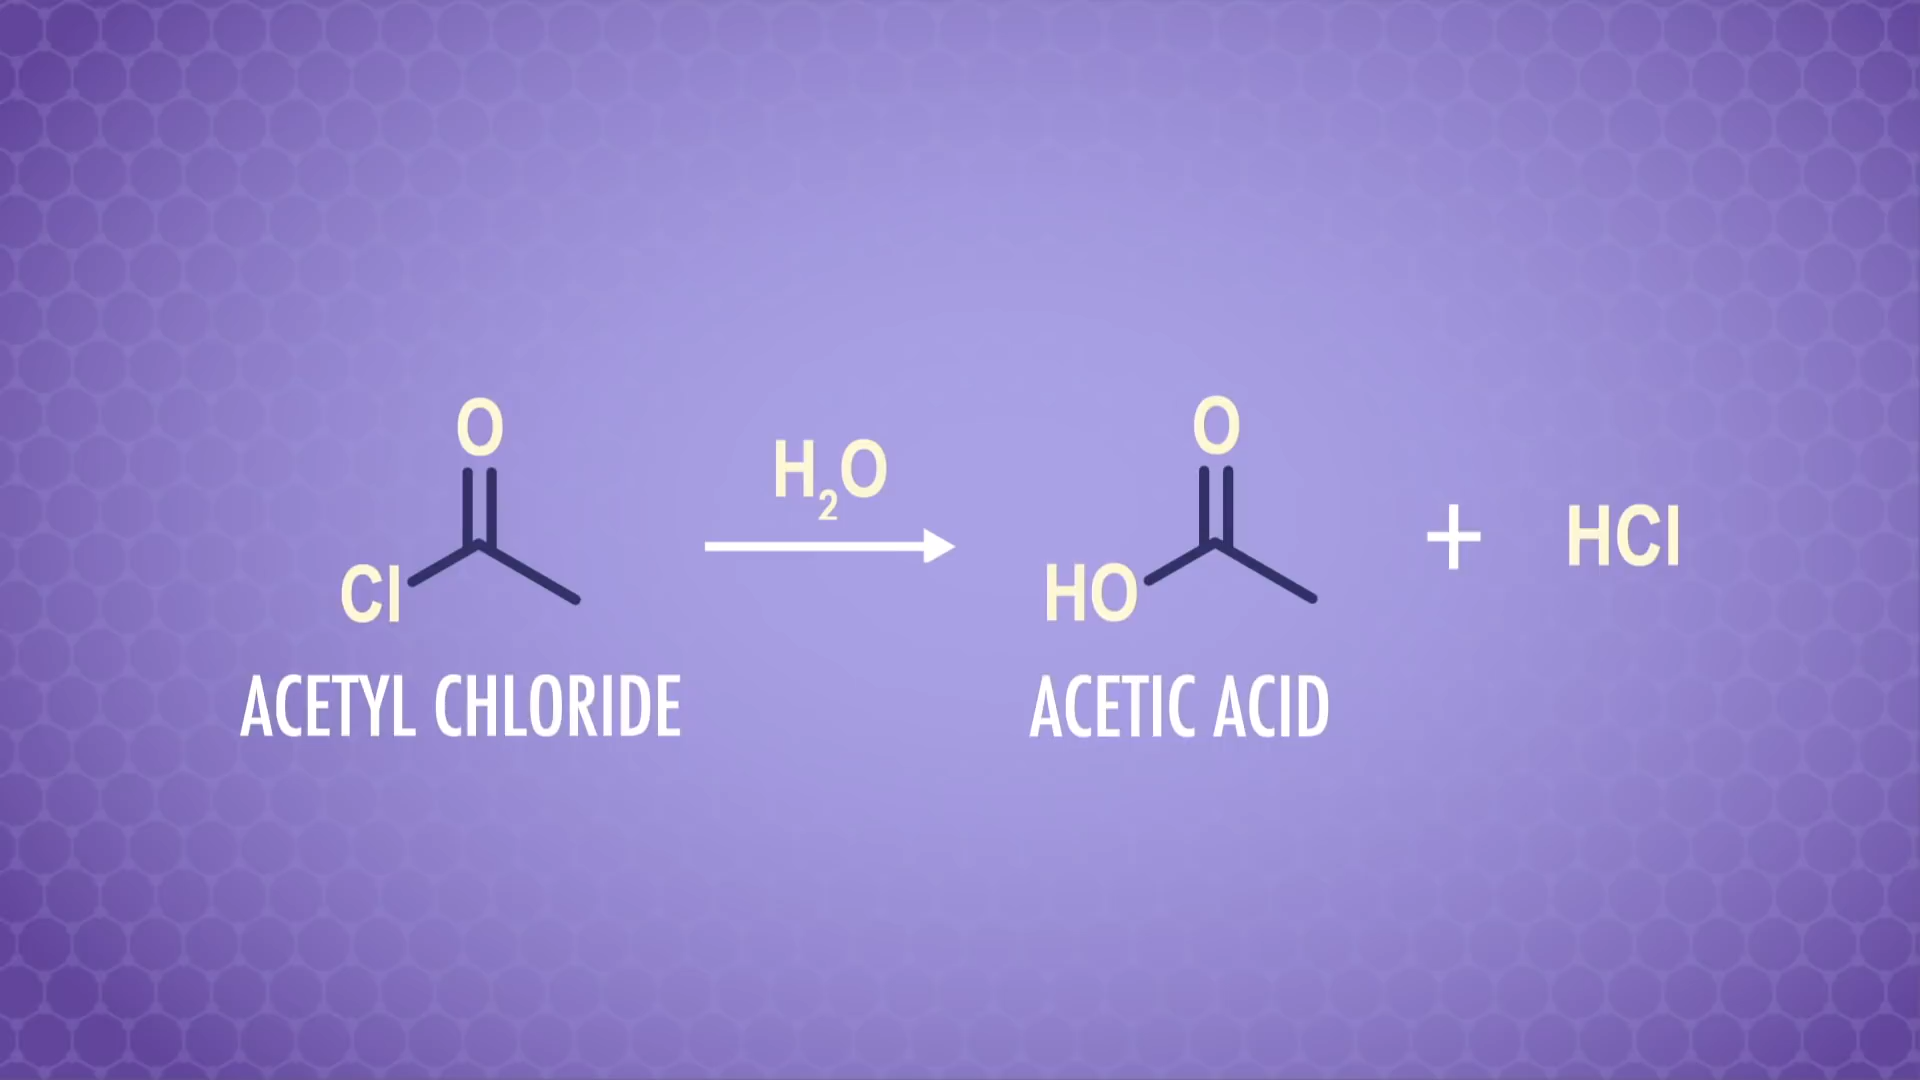 O
Cl
ACETYL CHLORIDE
H₂O
O
HO
ACETIC ACID
+ HCl